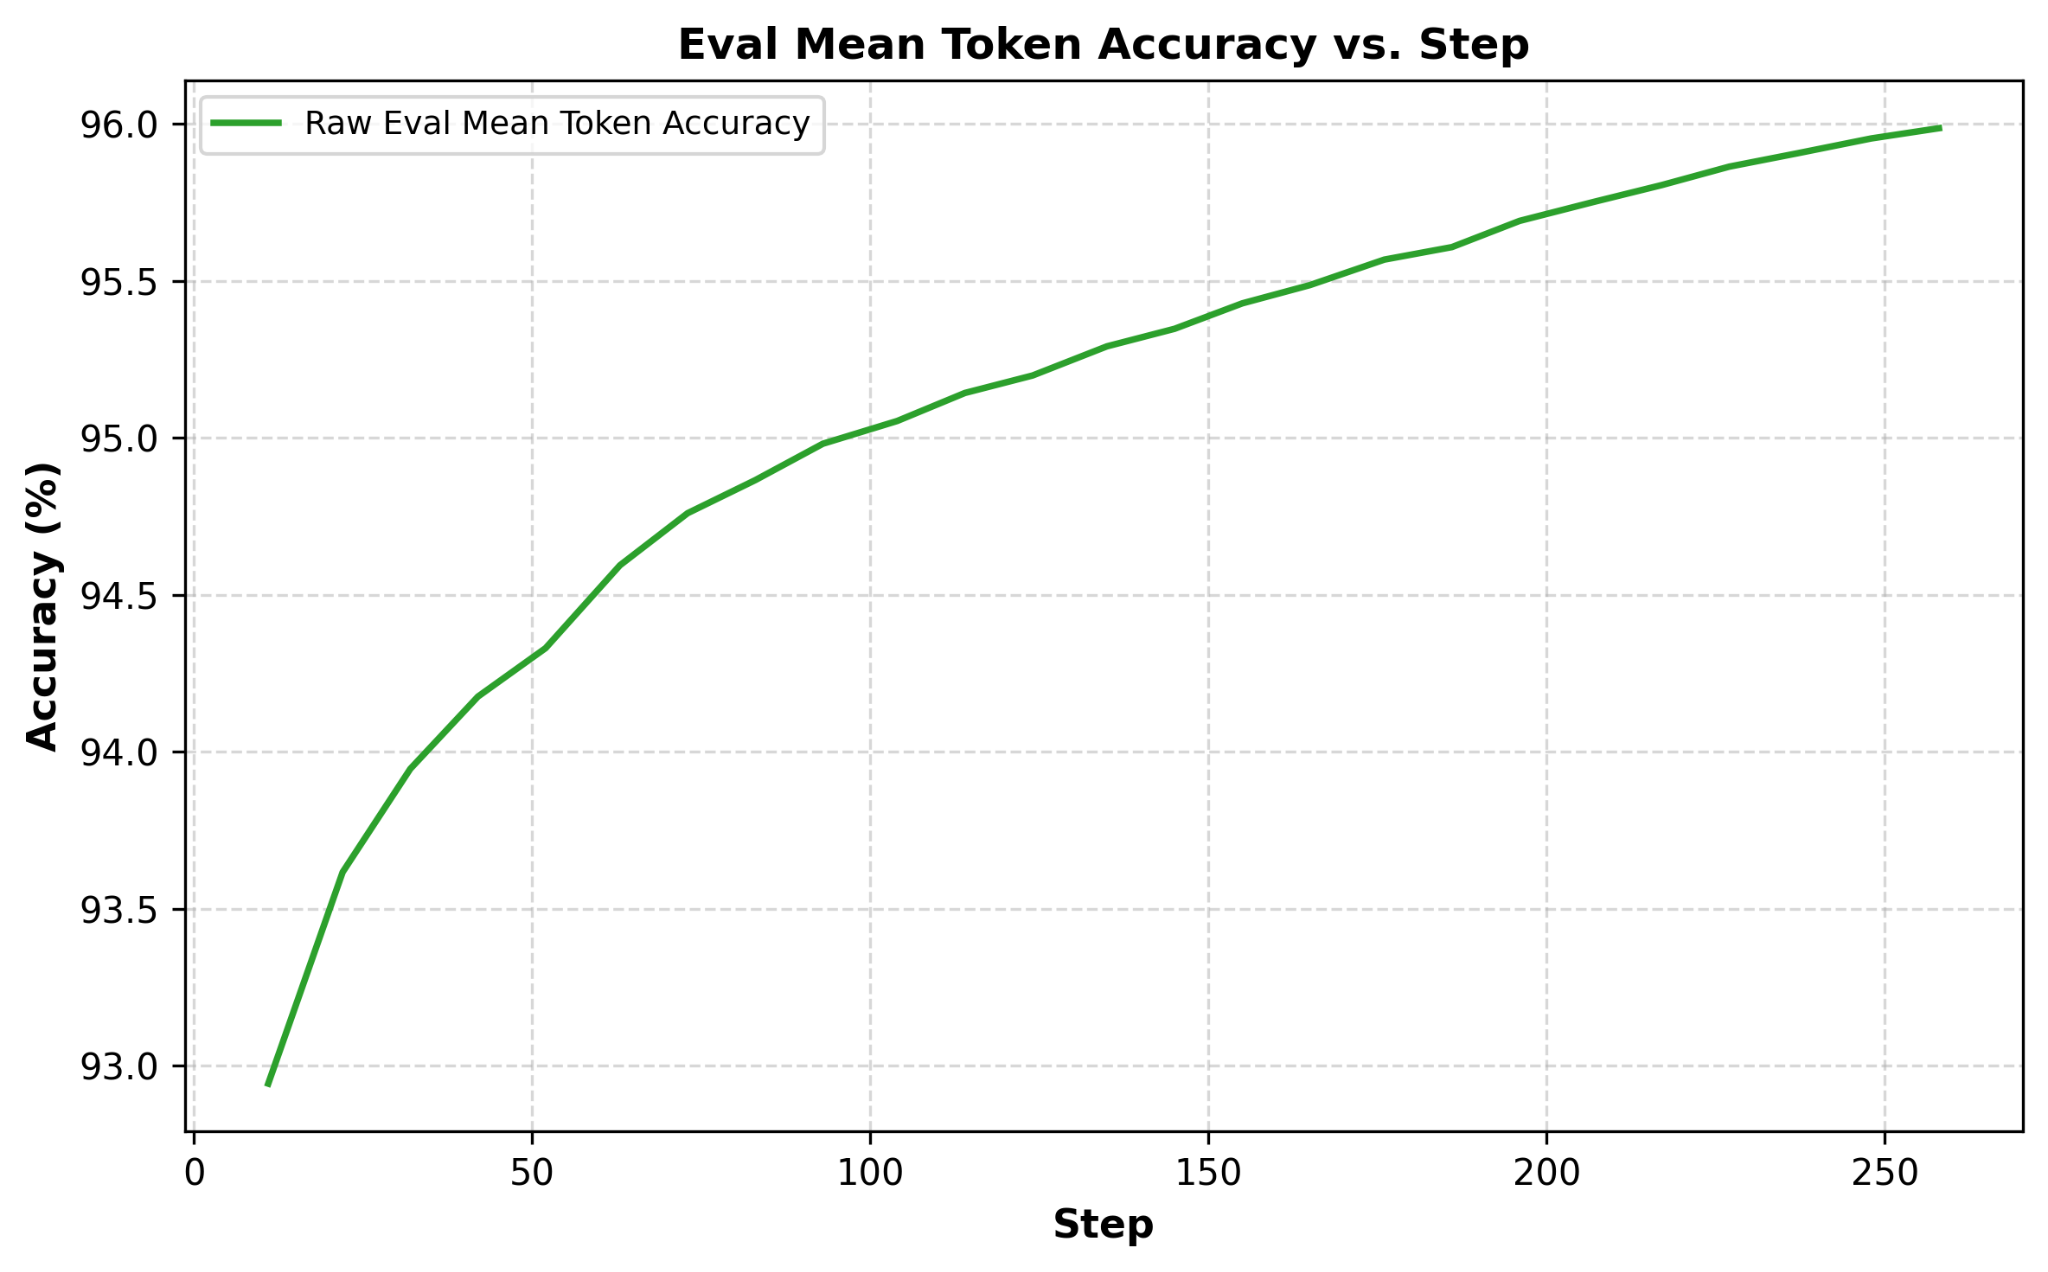 Eval Mean Token Accuracy vs. Step
Raw Eval Mean Token Accuracy
Accuracy (%)
96.0
95.5
95.0
94.5
94.0
93.5
93.0
0 50 100 150 200 250
Step